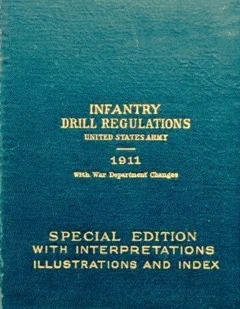 INFANTRY
DRILL REGULATIONS
UNITED STATES ARMY
1911
With War Department Changes
SPECIAL EDITION
WITH INTERPRETATIONS
ILLUSTRATIONS AND INDEX